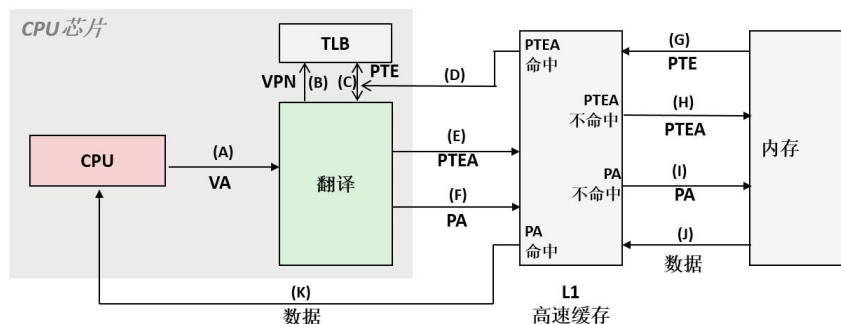 CPU芯片
TLB
VPN
(B)
(C)
PTE
(D)
PTEA
命中
(G)
PTE
PTEA
不命中
(H)
PTEA
CPU
(A)
VA
翻译
(E)
PTEA
(F)
PA
PA
不命中
(I)
PA
内存
PA
命中
(J)
数据
(K)
数据
L1
高速缓存